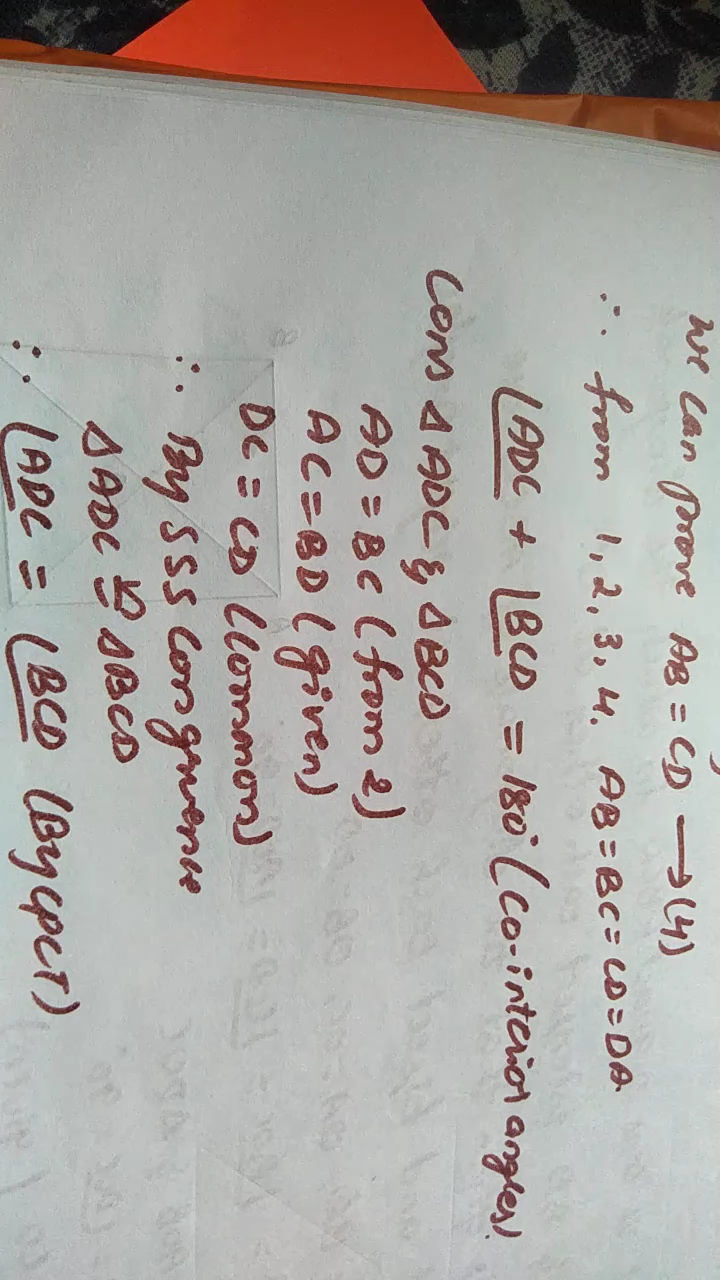 we can prove AB = CD → (4)
∴ from 1, 2, 3, 4. AB = BC = CD = DA
∠ADC + ∠BCD = 180° (co-interior angles)
Cons Δ ADC & Δ BCD
AD = BC (from 2)
AC = BD (given)
DC = CD (common)
∴ By SSS congruence
Δ ADC ≅ Δ BCD
∴ ∠ADC = ∠BCD (By CPCT)